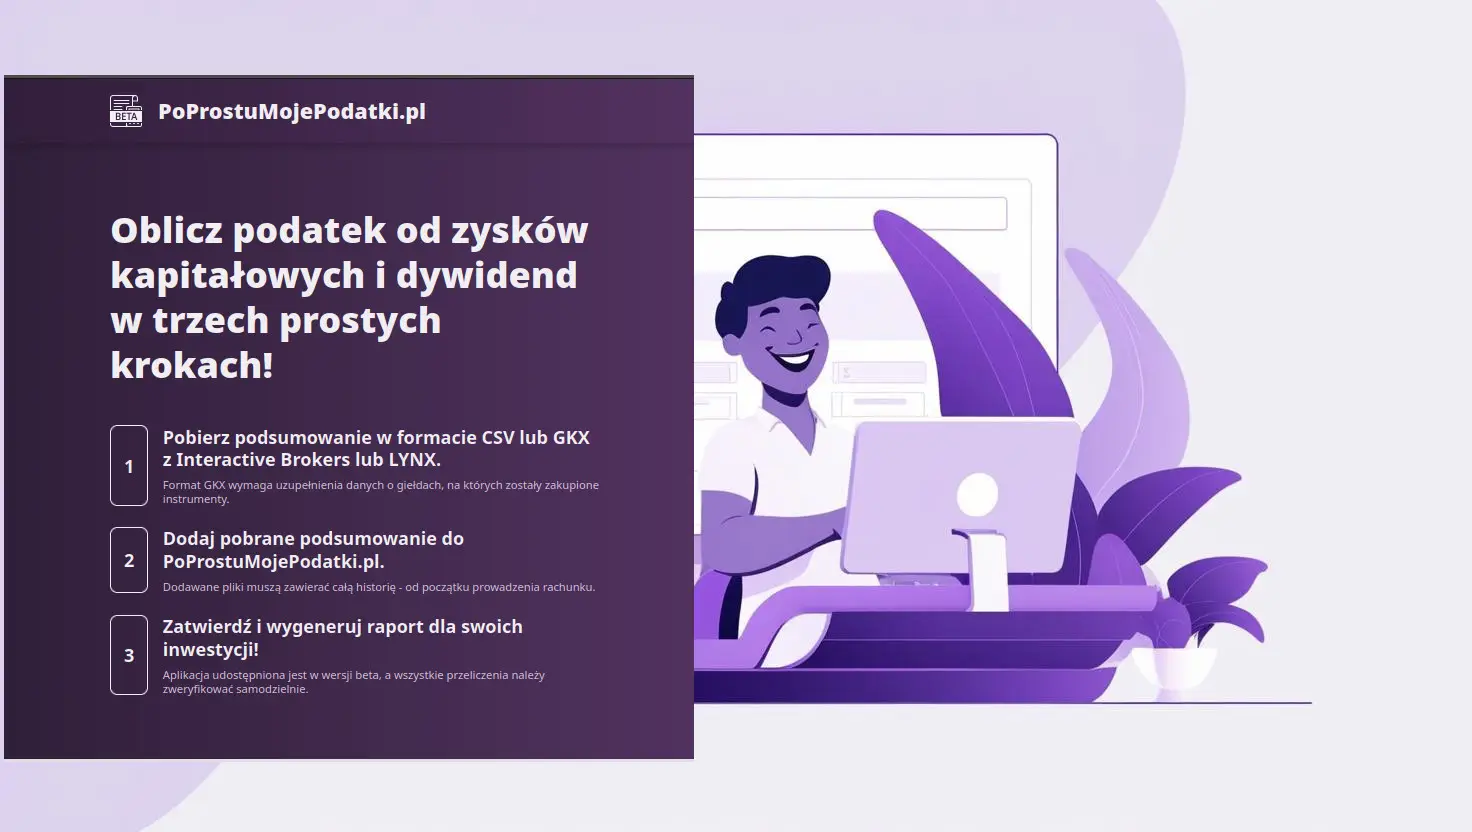 BETA
PoProstuMojePodatki.pl
Oblicz podatek od zysków
kapitałowych i dywidend
w trzech prostych
krokach!
1
Pobierz podsumowanie w formacie CSV lub GKX
z Interactive Brokers lub LYNX.
Format GKX wymaga uzupełnienia danych o giełdach, na których zostały zakupione
instrumenty.
2
Dodaj pobrane podsumowanie do
PoProstuMojePodatki.pl.
Dodawane pliki muszą zawierać całą historię - od początku prowadzenia rachunku.
3
Zatwierdź i wygeneruj raport dla swoich
inwestycji!
Aplikacja udostępniona jest w wersji beta, a wszystkie przeliczenia należy
zweryfikować samodzielnie.